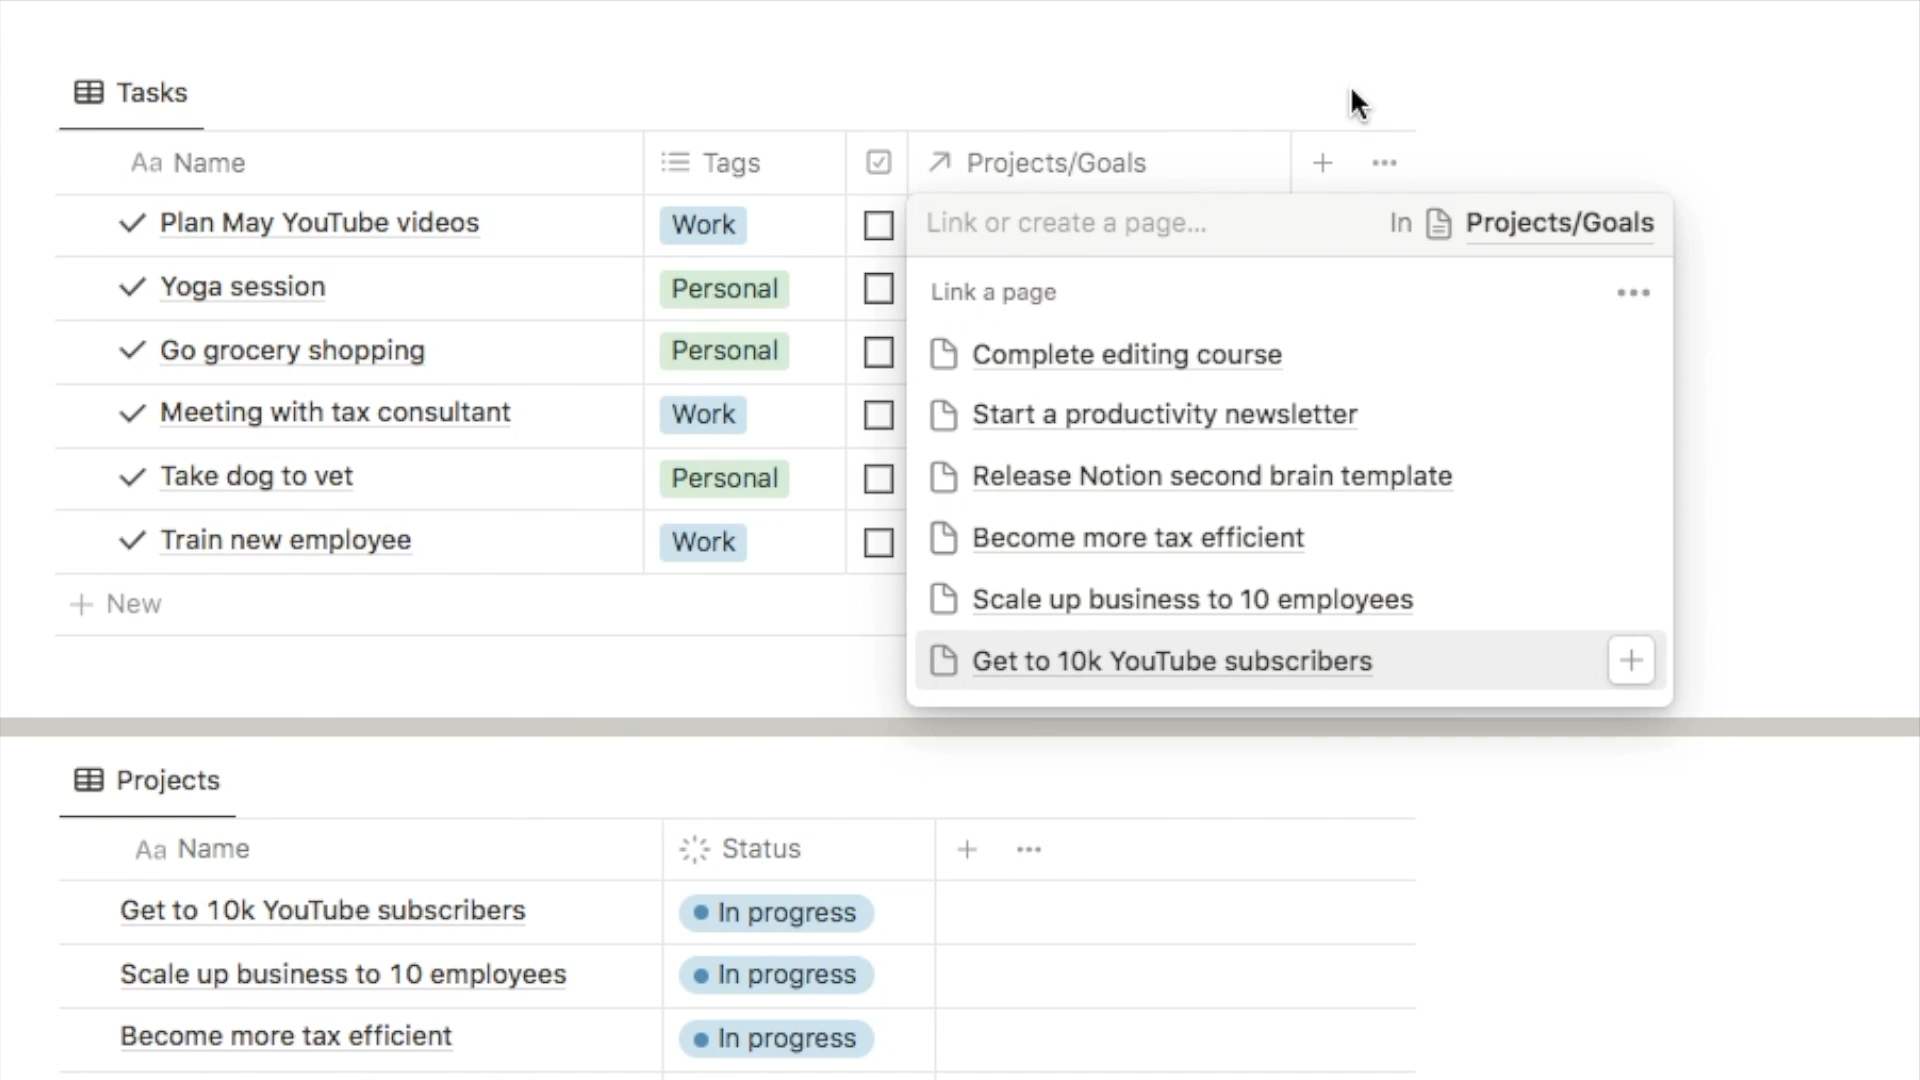 Tasks
Aa Name Tags Projects/Goals
Plan May YouTube videos Work Link or create a page... In Projects/Goals
Yoga session Personal Link a page
Go grocery shopping Personal Complete editing course
Meeting with tax consultant Work Start a productivity newsletter
Take dog to vet Personal Release Notion second brain template
Train new employee Work Become more tax efficient
+ New Scale up business to 10 employees
Get to 10k YouTube subscribers
Projects
Aa Name Status
Get to 10k YouTube subscribers In progress
Scale up business to 10 employees In progress
Become more tax efficient In progress